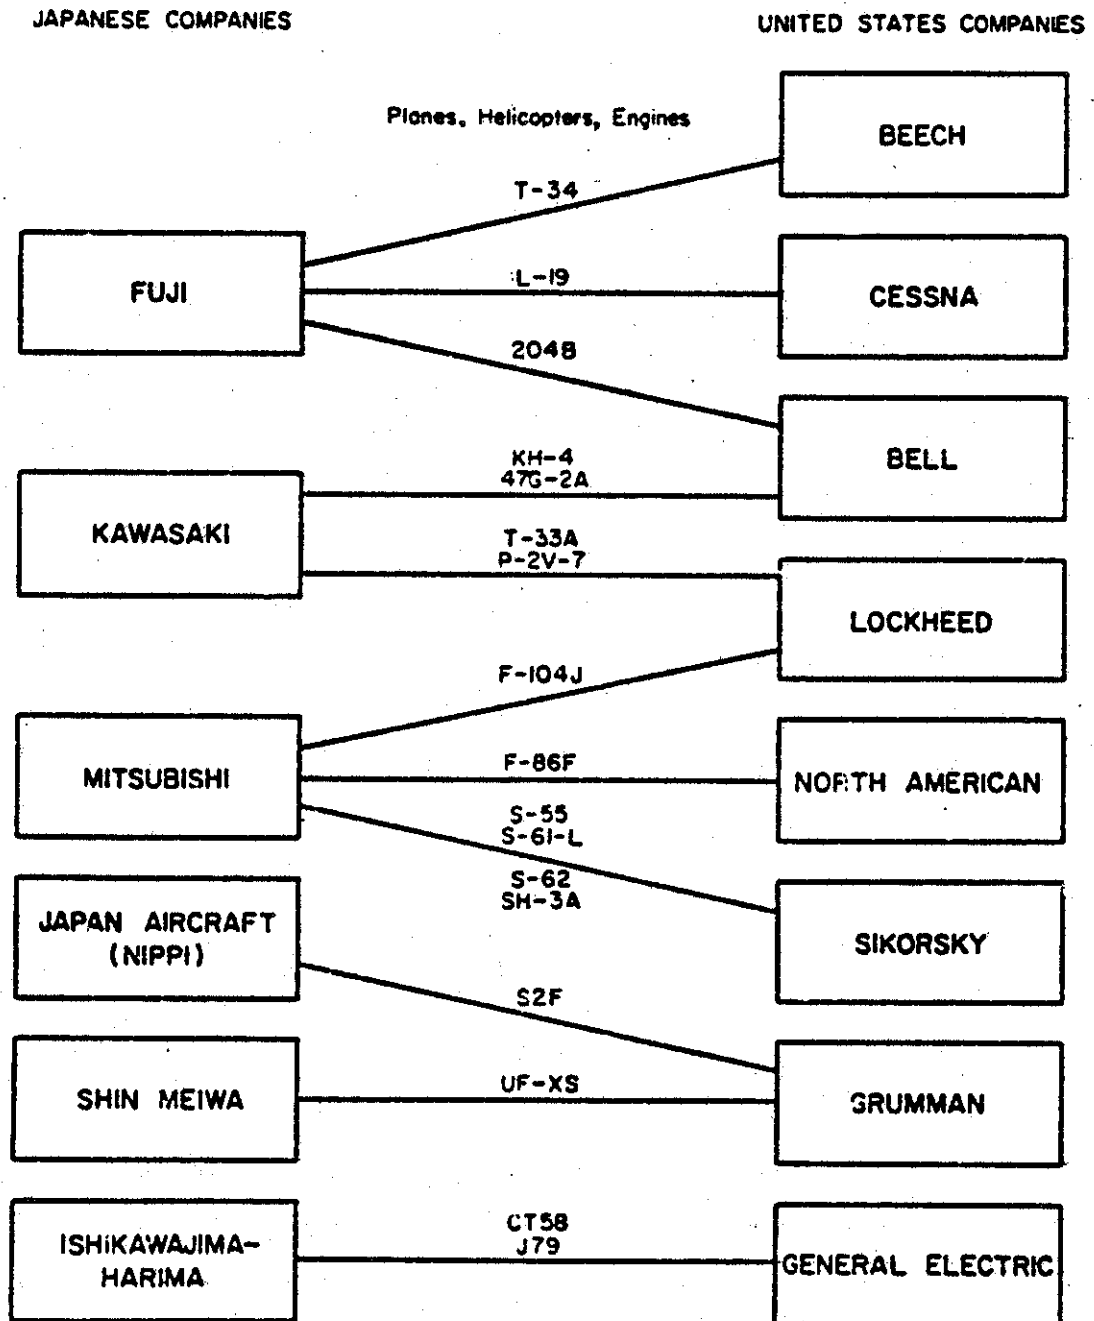 JAPANESE COMPANIES
UNITED STATES COMPANIES
Planes, Helicopters, Engines
BEECH
T-34
FUJI
L-19
CESSNA
204B
BELL
KH-4
47G-2A
KAWASAKI
T-33A
P-2V-7
LOCKHEED
F-104J
MITSUBISHI
F-86F
NORTH AMERICAN
S-55
S-61-L
S-62
SH-3A
JAPAN AIRCRAFT
(NIPPI)
SIKORSKY
S2F
SHIN MEIWA
UF-XS
GRUMMAN
ISHIKAWAJIMA-
HARIMA
CT58
J79
GENERAL ELECTRIC